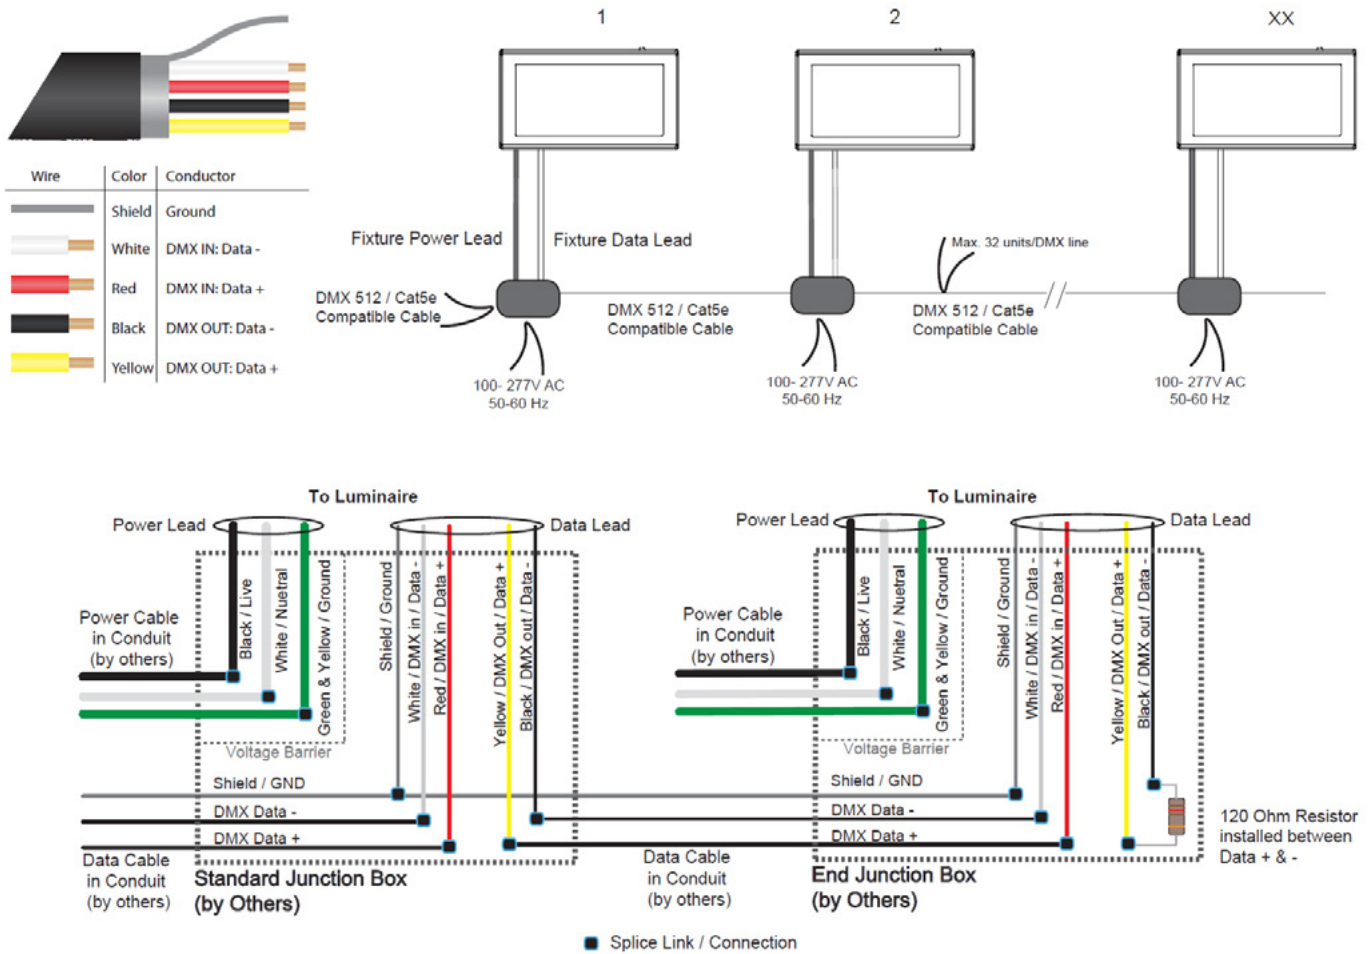 1
2
XX
Wire Color Conductor
Shield Ground
White DMX IN: Data -
Red DMX IN: Data +
Black DMX OUT: Data -
Yellow DMX OUT: Data +
Fixture Power Lead
Fixture Data Lead
Max. 32 units/DMX line
DMX 512 / Cat5e
Compatible Cable
DMX 512 / Cat5e
Compatible Cable
DMX 512 / Cat5e
Compatible Cable
100- 277V AC
50-60 Hz
100- 277V AC
50-60 Hz
100- 277V AC
50-60 Hz
To Luminaire
Power Lead
Data Lead
Black / Live
White / Nuetral
Green & Yellow / Ground
Shield / Ground
White / DMX in / Data -
Red / DMX in / Data +
Yellow / DMX Out / Data +
Black / DMX out / Data -
Power Cable
in Conduit
(by others)
Voltage Barrier
Shield / GND
DMX Data -
DMX Data +
Data Cable
in Conduit
(by others)
Standard Junction Box
(by Others)
To Luminaire
Power Lead
Data Lead
Black / Live
White / Nuetral
Green & Yellow / Ground
Shield / Ground
White / DMX in / Data -
Red / DMX in / Data +
Yellow / DMX Out / Data +
Black / DMX out / Data -
Power Cable
in Conduit
(by others)
Voltage Barrier
Shield / GND
DMX Data -
DMX Data +
Data Cable
in Conduit
(by others)
End Junction Box
(by Others)
120 Ohm Resistor
installed between
Data + & -
Splice Link / Connection